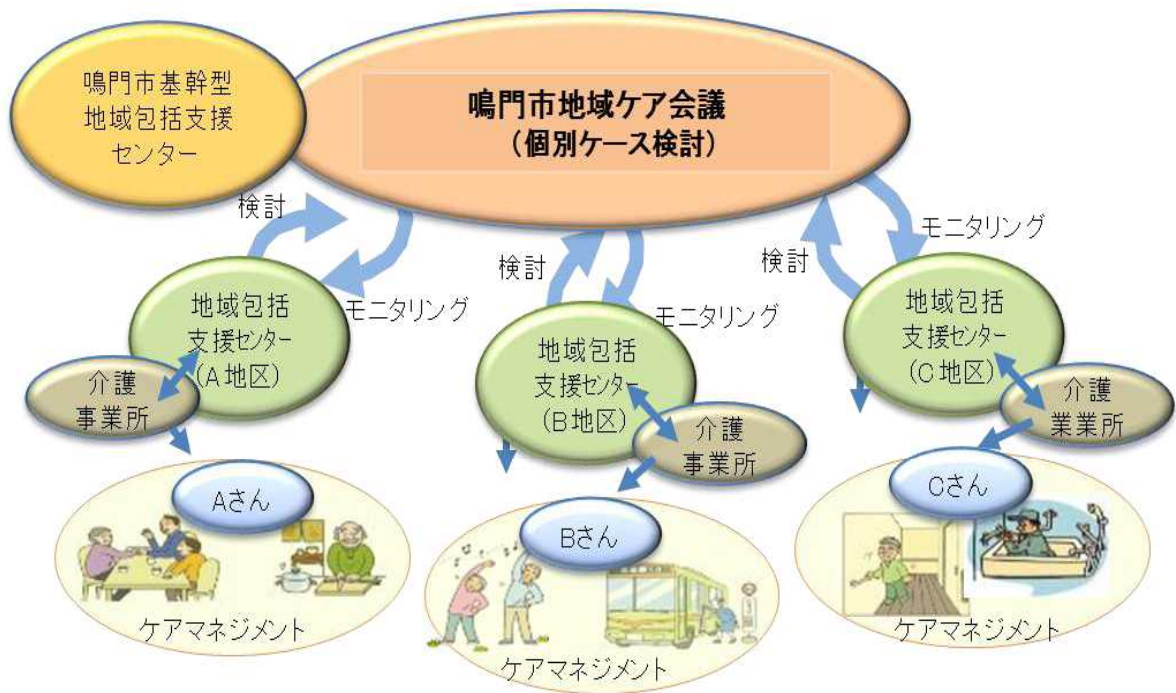 鳴門市基幹型
地域包括支援
センター
鳴門市地域ケア会議
（個別ケース検討）
検討
モニタリング
検討
モニタリング
検討
モニタリング
地域包括
支援センター
(A地区)
介護
事業所
地域包括
支援センター
(B地区)
介護
事業所
地域包括
支援センター
(C地区)
介護
業業所
Aさん
ケアマネジメント
Bさん
ケアマネジメント
Cさん
ケアマネジメント